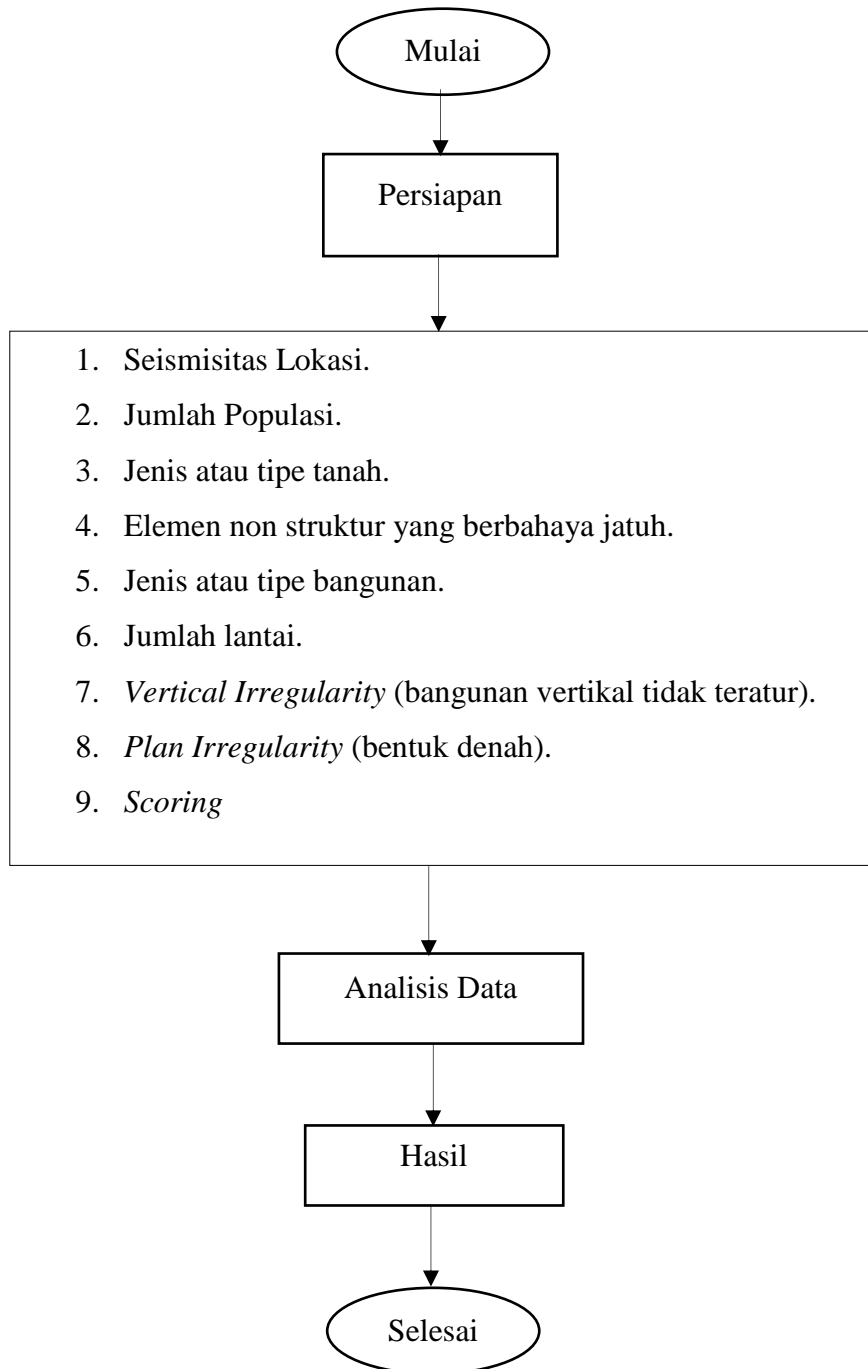 Mulai
Persiapan
1. Seismisitas Lokasi.
2. Jumlah Populasi.
3. Jenis atau tipe tanah.
4. Elemen non struktur yang berbahaya jatuh.
5. Jenis atau tipe bangunan.
6. Jumlah lantai.
7. Vertical Irregularity (bangunan vertikal tidak teratur).
8. Plan Irregularity (bentuk denah).
9. Scoring
Analisis Data
Hasil
Selesai